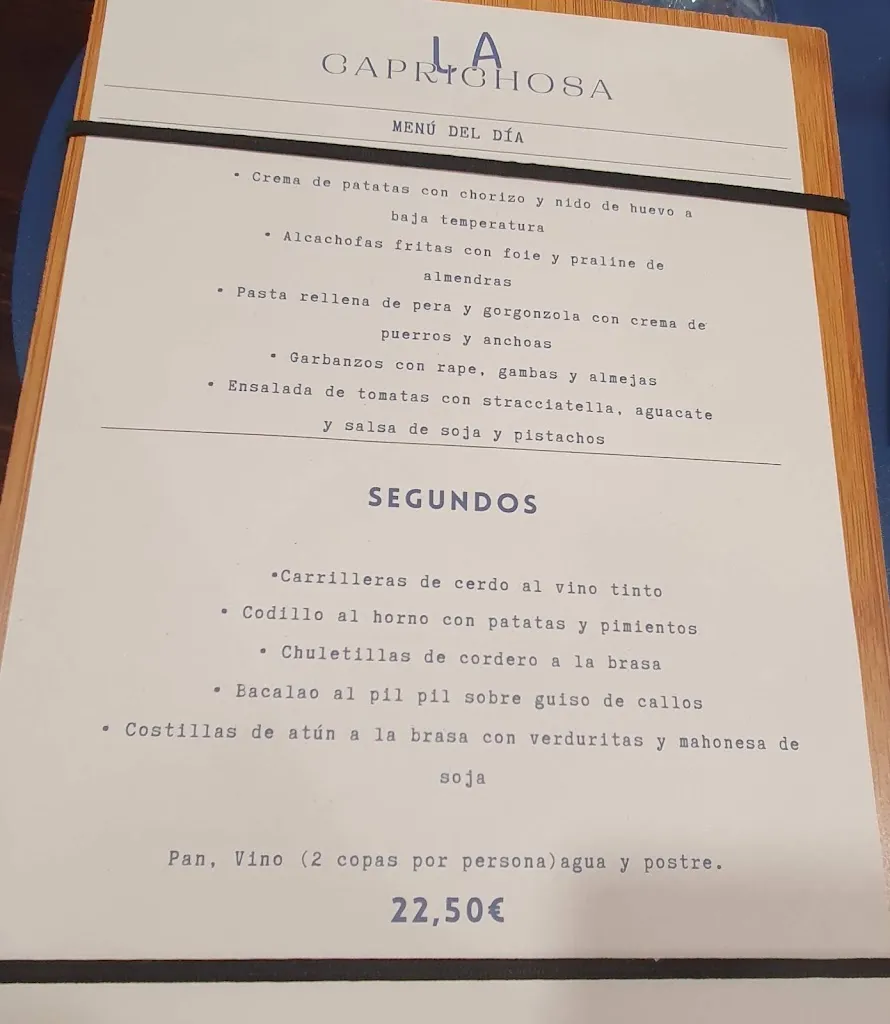 LA
CAPRICHOSA
MENÚ DEL DÍA
• Crema de patatas con chorizo y nido de huevo a
baja temperatura
• Alcachofas fritas con foie y praline de
almendras
• Pasta rellena de pera y gorgonzola con crema de
puerros y anchoas
• Garbanzos con rape, gambas y almejas
• Ensalada de tomatas con stracciatella, aguacate
y salsa de soja y pistachos
SEGUNDOS
•Carrilleras de cerdo al vino tinto
• Codillo al horno con patatas y pimientos
• Chuletillas de cordero a la brasa
• Bacalao al pil pil sobre guiso de callos
• Costillas de atún a la brasa con verduritas y mahonesa de
soja
Pan, Vino (2 copas por persona)agua y postre.
22,50€